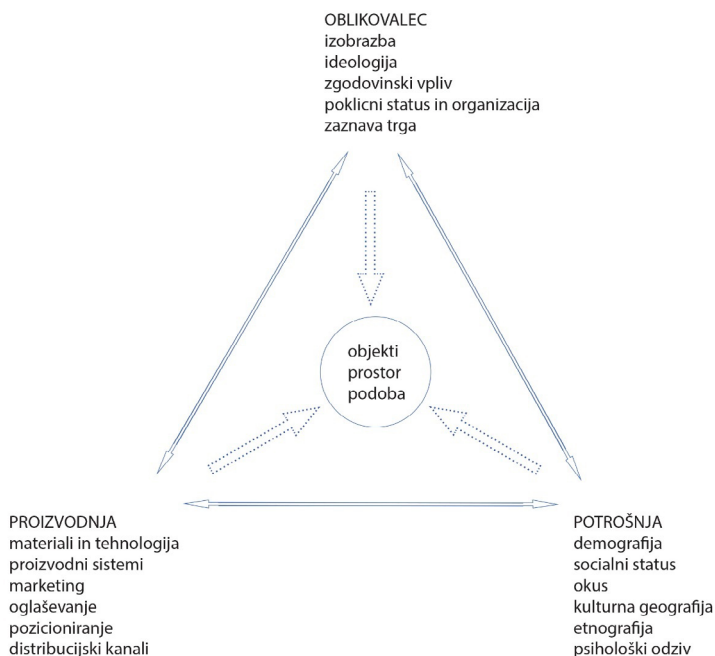 OBLIKOVALEC
izobrazba
ideologija
zgodovinski vpliv
poklicni status in organizacija
zaznava trga
objekti
prostor
podoba
PROIZVODNJA
materiali in tehnologija
proizvodni sistemi
marketing
oglaševanje
pozicioniranje
distribucijski kanali
POTROŠNJA
demografija
socialni status
okus
kulturna geografija
etnografija
psihološki odziv